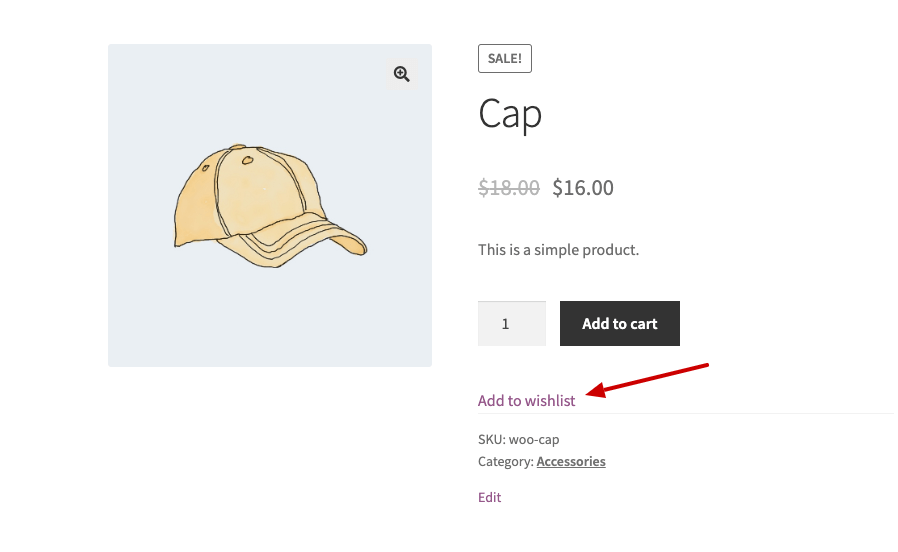 SALE!
Cap
$18.00 $16.00
This is a simple product.
1
Add to cart
Add to wishlist
SKU: woo-cap
Category: Accessories
Edit